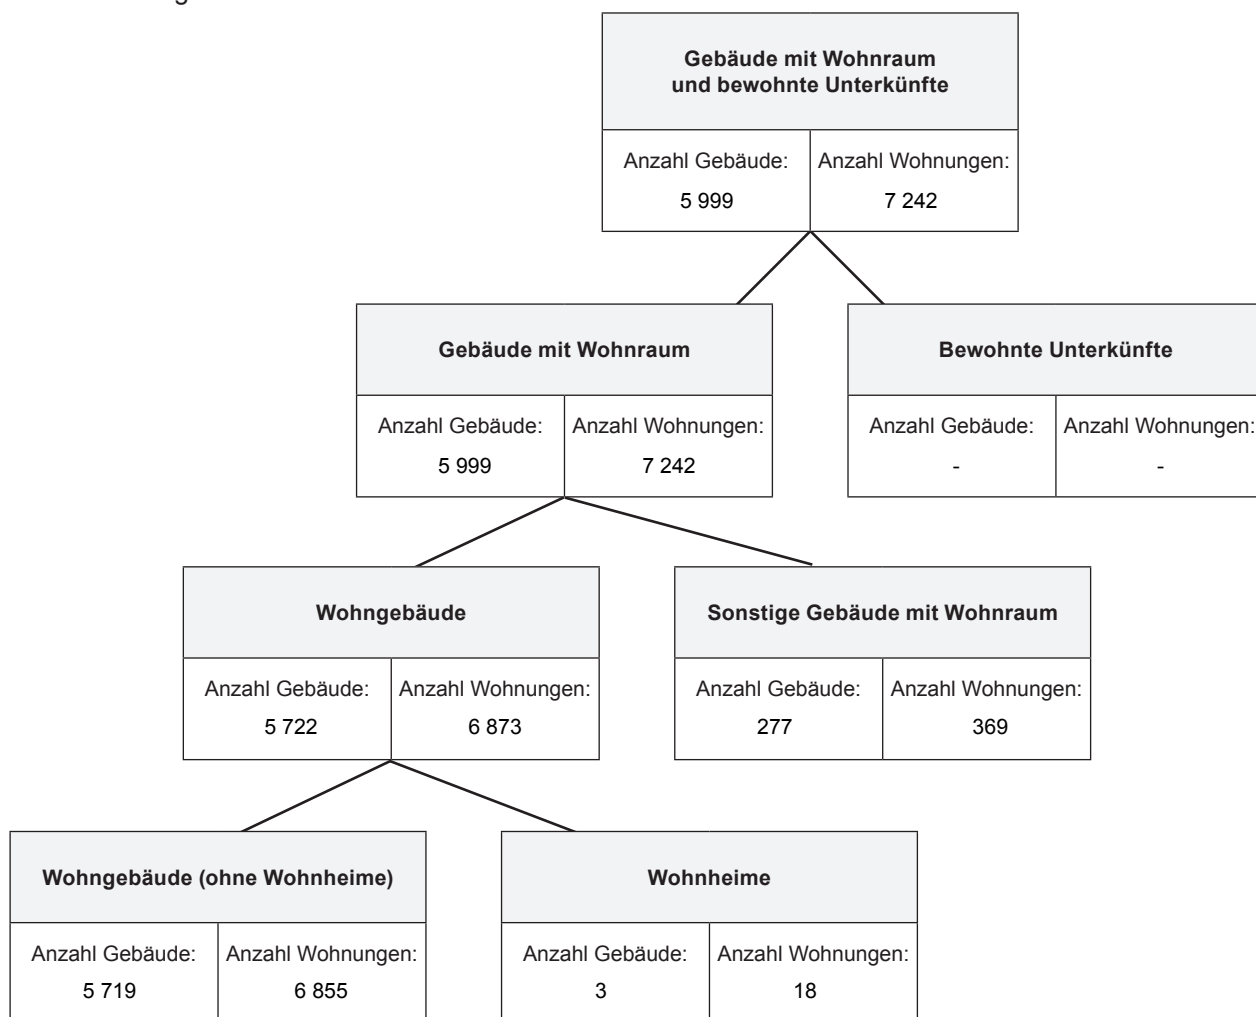 Gebäude mit Wohnraum
und bewohnte Unterkünfte
Anzahl Gebäude: Anzahl Wohnungen:
5 999 7 242
Gebäude mit Wohnraum
Anzahl Gebäude: Anzahl Wohnungen:
5 999 7 242
Bewohnte Unterkünfte
Anzahl Gebäude: Anzahl Wohnungen:
- -
Wohngebäude
Anzahl Gebäude: Anzahl Wohnungen:
5 722 6 873
Sonstige Gebäude mit Wohnraum
Anzahl Gebäude: Anzahl Wohnungen:
277 369
Wohngebäude (ohne Wohnheime)
Anzahl Gebäude: Anzahl Wohnungen:
5 719 6 855
Wohnheime
Anzahl Gebäude: Anzahl Wohnungen:
3 18